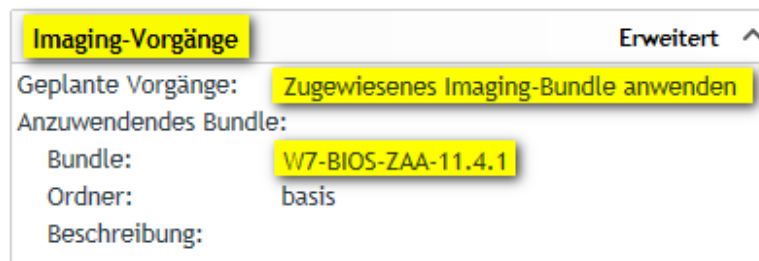 Imaging-Vorgänge Erweitert
Geplante Vorgänge: Zugewiesenes Imaging-Bundle anwenden
Anzuwendendes Bundle:
Bundle: W7-BIOS-ZAA-11.4.1
Ordner: basis
Beschreibung: